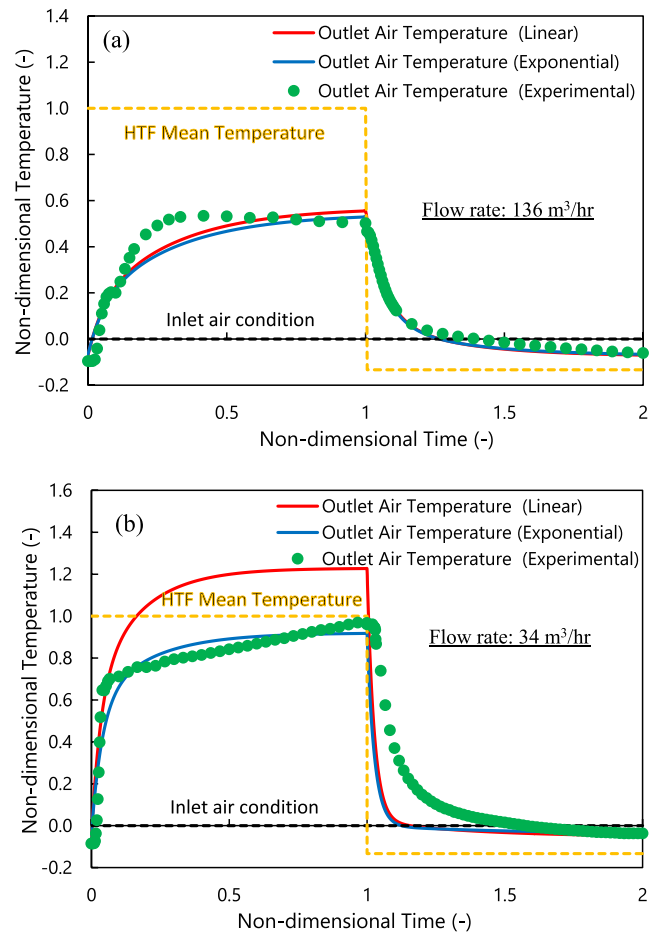 (a)
Outlet Air Temperature (Linear)
Outlet Air Temperature (Exponential)
Outlet Air Temperature (Experimental)
HTF Mean Temperature
Flow rate: 136 m³/hr
Inlet air condition
Non-dimensional Temperature (-)
1.4
1.2
1.0
0.8
0.6
0.4
0.2
0.0
-0.2
0
0.5
1
1.5
2
Non-dimensional Time (-)
(b)
Outlet Air Temperature (Linear)
Outlet Air Temperature (Exponential)
Outlet Air Temperature (Experimental)
HTF Mean Temperature
Flow rate: 34 m³/hr
Inlet air condition
Non-dimensional Temperature (-)
1.6
1.4
1.2
1.0
0.8
0.6
0.4
0.2
0.0
-0.2
0
0.5
1
1.5
2
Non-dimensional Time (-)